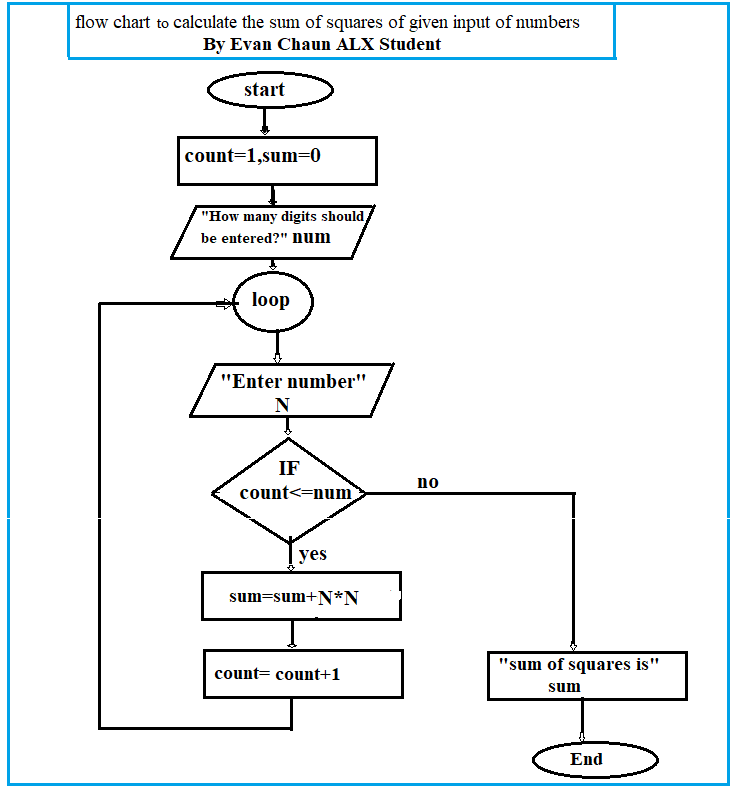 flow chart to calculate the sum of squares of given input of numbers
By Evan Chaun ALX Student
start
count=1,sum=0
"How many digits should
be entered?" num
loop
"Enter number"
N
IF
count<=num
no
yes
sum=sum+N*N
count= count+1
"sum of squares is"
sum
End